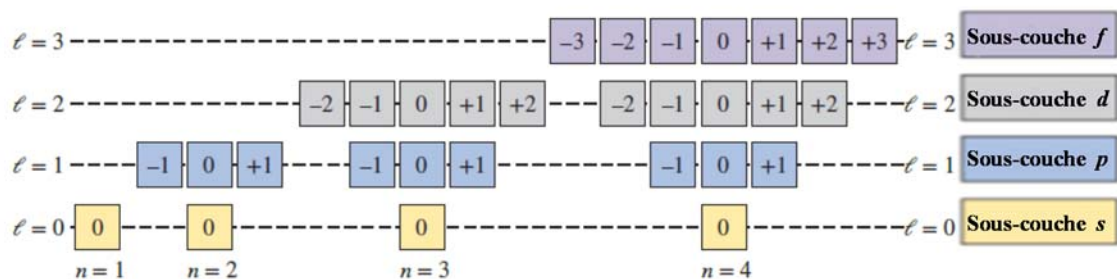 ℓ = 3 −3 −2 −1 0 +1 +2 +3 ℓ = 3 Sous-couche f
ℓ = 2 −2 −1 0 +1 +2 −2 −1 0 +1 +2 ℓ = 2 Sous-couche d
ℓ = 1 −1 0 +1 −1 0 +1 −1 0 +1 ℓ = 1 Sous-couche p
ℓ = 0 0 0 0 0 ℓ = 0 Sous-couche s
n = 1 n = 2 n = 3 n = 4